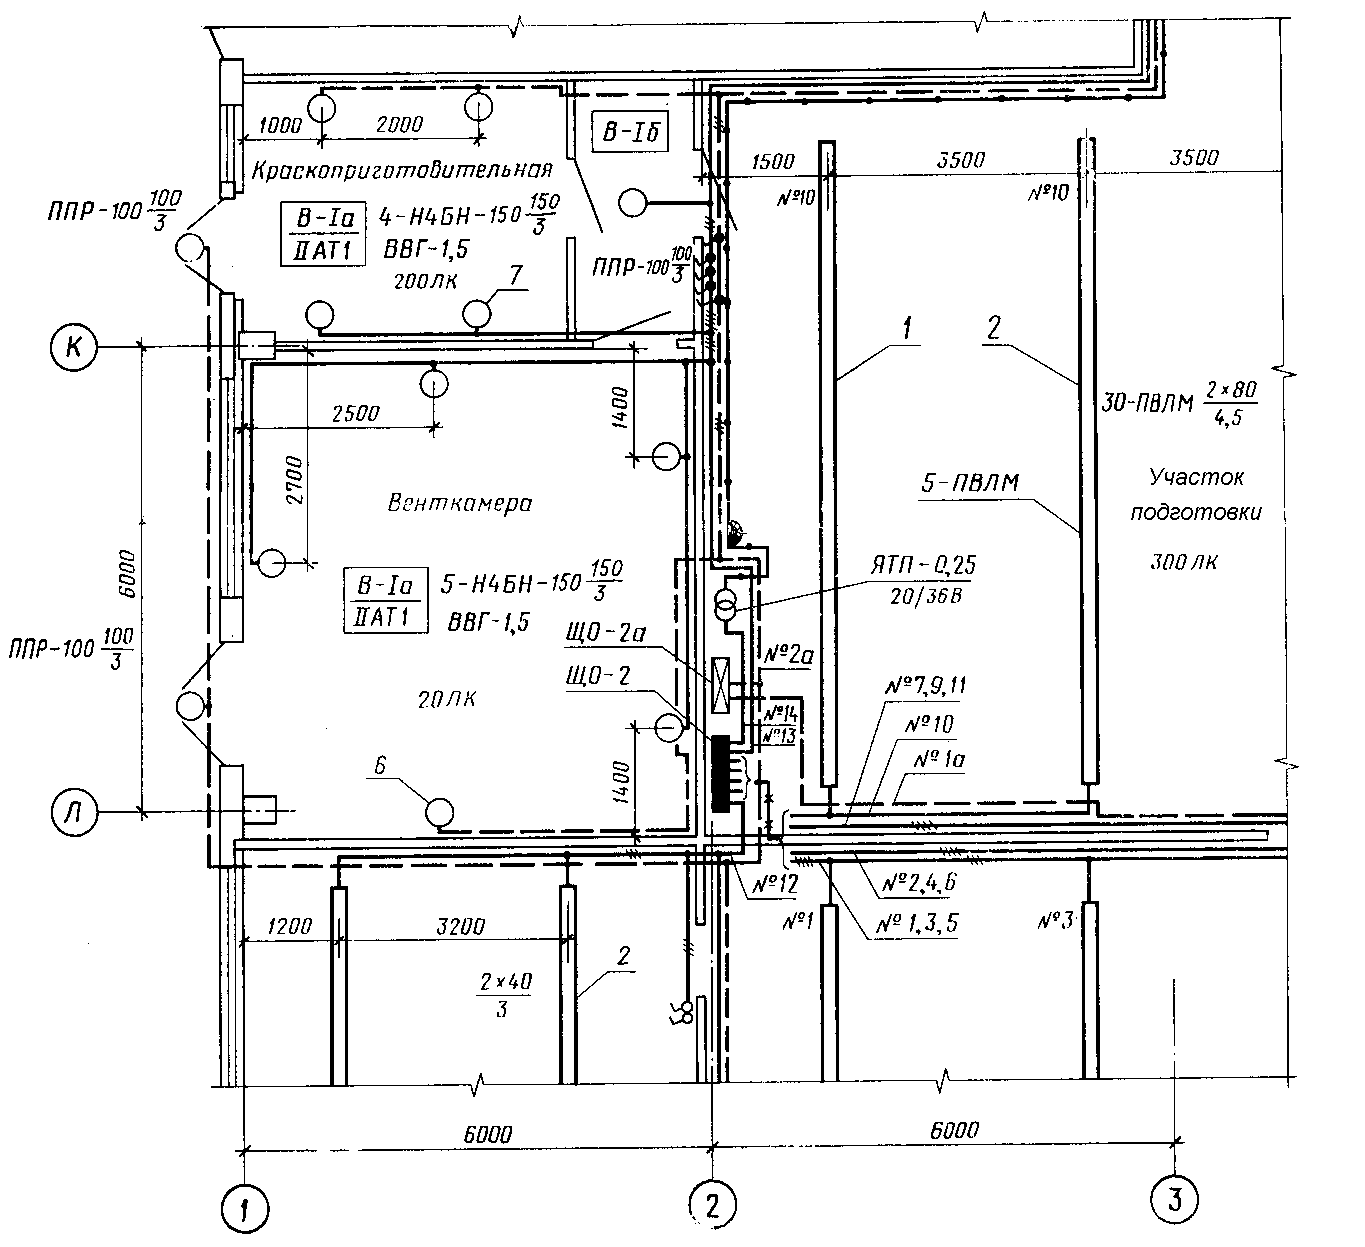 1000
2000
В-Iб
1500
3500
3500
Краскоприготовительная
№10
№10
ППР-100 100/3
В-Iа
IIАТ1
4-Н4БН-150 150/3
ВВГ-1,5
200ЛК
ППР-100 100/3
7
К
1
2
2500
1400
30-ПВЛМ 2×80/4,5
2700
5-ПВЛМ
Участок
подготовки
300ЛК
Венткамера
6000
В-Iа
IIАТ1
5-Н4БН-150 150/3
ВВГ-1,5
ЯТП-0,25
20/36В
ППР-100 100/3
ЩО-2а
№2а
ЩО-2
20ЛК
№7,9,11
№14
№10
№13
№1а
6
1400
Л
№12
№2,4,6
№1
№1,3,5
№3
1200
3200
2
2×40
3
6000
6000
1
2
3